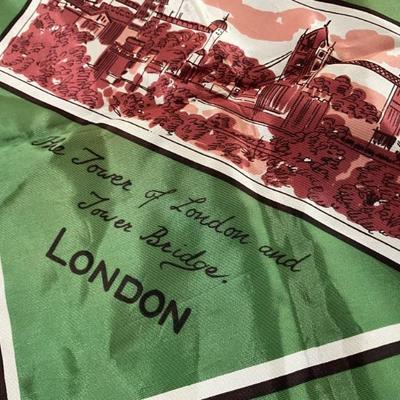 The Tower of London and
Tower Bridge.
LONDON